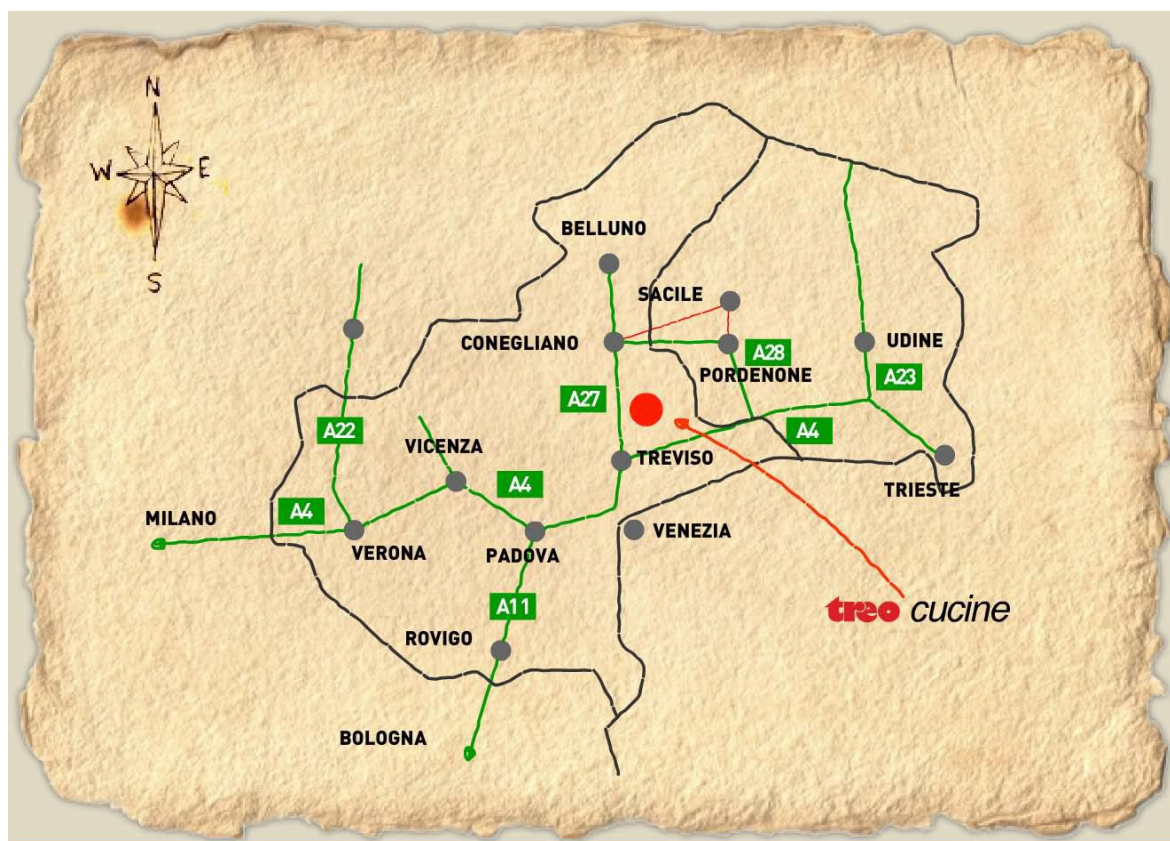 N
W E
S
BELLUNO
SACILE
CONEGLIANO
UDINE
A28
PORDENONE
A23
A27
A22
A4
VICENZA
TREVISO
A4
TRIESTE
A4
MILANO
VERONA
PADOVA
VENEZIA
A11
treo cucine
ROVIGO
BOLOGNA